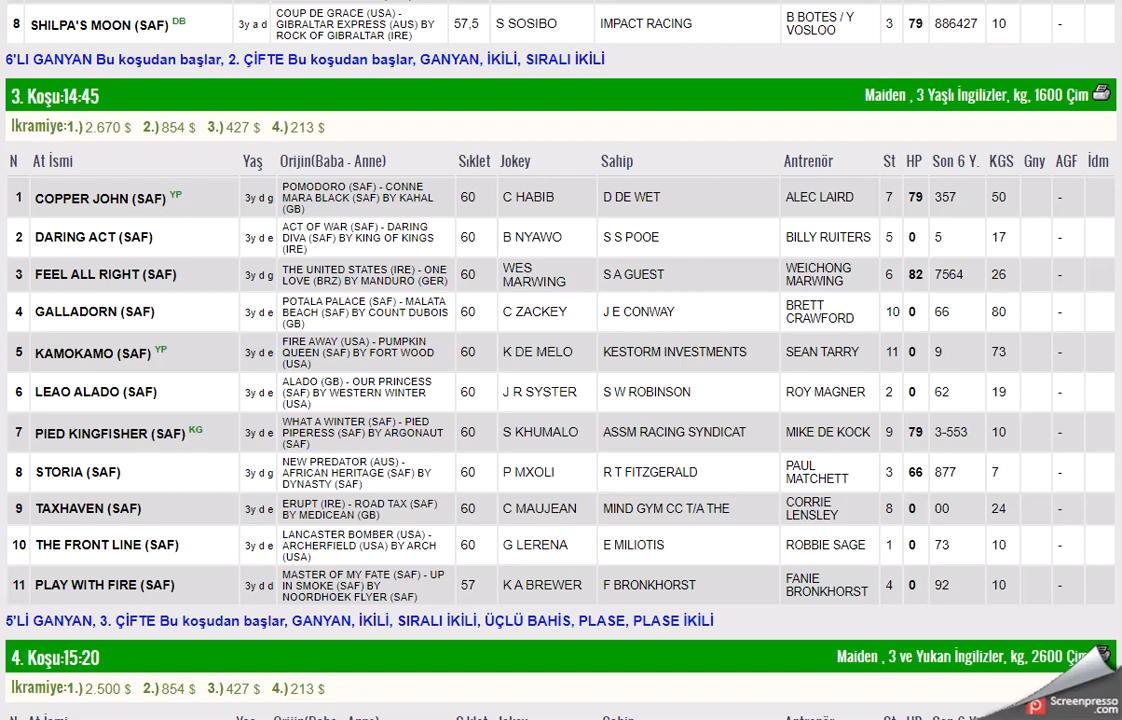 8 SHILPA'S MOON (SAF) DB 3y a d COUP DE GRACE (USA) - GIBRALTAR EXPRESS (AUS) BY ROCK OF GIBRALTAR (IRE) 57,5 S SOSIBO IMPACT RACING B BOTES / Y VOSLOO 3 79 886427 10 -
6'LI GANYAN Bu koşudan başlar, 2. ÇİFTE Bu koşudan başlar, GANYAN, İKİLİ, SIRALI İKİLİ
3. Koşu:14:45 Maiden , 3 Yaşlı İngilizler, kg, 1600 Çim
İkramiye:1.) 2.670 $ 2.) 854 $ 3.) 427 $ 4.) 213 $
N At İsmi Yaş Orijin(Baba - Anne) Sıklet Jokey Sahip Antrenör St HP Son 6 Y. KGS Gny AGF İdm
1 COPPER JOHN (SAF) YP 3y d g POMODORO (SAF) - CONNE MARA BLACK (SAF) BY KAHAL (GB) 60 C HABIB D DE WET ALEC LAIRD 7 79 357 50 -
2 DARING ACT (SAF) 3y d e ACT OF WAR (SAF) - DARING DIVA (SAF) BY KING OF KINGS (IRE) 60 B NYAWO S S POOE BILLY RUITERS 5 0 5 17 -
3 FEEL ALL RIGHT (SAF) 3y d g THE UNITED STATES (IRE) - ONE LOVE (BRZ) BY MANDURO (GER) 60 WES MARWING S A GUEST WEICHONG MARWING 6 82 7564 26 -
4 GALLADORN (SAF) 3y d e POTALA PALACE (SAF) - MALATA BEACH (SAF) BY COUNT DUBOIS (GB) 60 C ZACKEY J E CONWAY BRETT CRAWFORD 10 0 66 80 -
5 KAMOKAMO (SAF) YP 3y d e FIRE AWAY (USA) - PUMPKIN QUEEN (SAF) BY FORT WOOD (USA) 60 K DE MELO KESTORM INVESTMENTS SEAN TARRY 11 0 9 73 -
6 LEAO ALADO (SAF) 3y d e ALADO (GB) - OUR PRINCESS (SAF) BY WESTERN WINTER (USA) 60 J R SYSTER S W ROBINSON ROY MAGNER 2 0 62 19 -
7 PIED KINGFISHER (SAF) KG 3y d e WHAT A WINTER (SAF) - PIED PIPERESS (SAF) BY ARGONAUT (SAF) 60 S KHUMALO ASSM RACING SYNDICAT MIKE DE KOCK 9 79 3-553 10 -
8 STORIA (SAF) 3y d g NEW PREDATOR (AUS) - AFRICAN HERITAGE (SAF) BY DYNASTY (SAF) 60 P MXOLI R T FITZGERALD PAUL MATCHETT 3 66 877 7 -
9 TAXHAVEN (SAF) 3y d e ERUPT (IRE) - ROAD TAX (SAF) BY MEDICEAN (GB) 60 C MAUJEAN MIND GYM CC T/A THE CORRIE LENSLEY 8 0 00 24 -
10 THE FRONT LINE (SAF) 3y d e LANCASTER BOMBER (USA) - ARCHERFIELD (USA) BY ARCH (USA) 60 G LERENA E MILIOTIS ROBBIE SAGE 1 0 73 10 -
11 PLAY WITH FIRE (SAF) 3y d d MASTER OF MY FATE (SAF) - UP IN SMOKE (SAF) BY NOORDHOEK FLYER (SAF) 57 K A BREWER F BRONKHORST FANIE BRONKHORST 4 0 92 10 -
5'Lİ GANYAN, 3. ÇİFTE Bu koşudan başlar, GANYAN, İKİLİ, SIRALI İKİLİ, ÜÇLÜ BAHİS, PLASE, PLASE İKİLİ
4. Koşu:15:20 Maiden , 3 ve Yukarı İngilizler, kg, 2600 Çim
İkramiye:1.) 2.500 $ 2.) 854 $ 3.) 427 $ 4.) 213 $
N At İsmi Yaş Orijin(Baba - Anne) Sıklet Jokey Sahip Antrenör St HP Son 6 Y.
Screenpresso.com